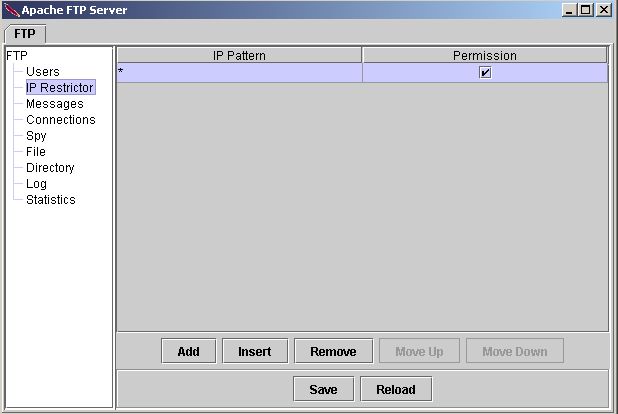 Apache FTP Server
FTP
FTP
Users
IP Restrictor
Messages
Connections
Spy
File
Directory
Log
Statistics
IP Pattern Permission
*
Add Insert Remove Move Up Move Down
Save Reload